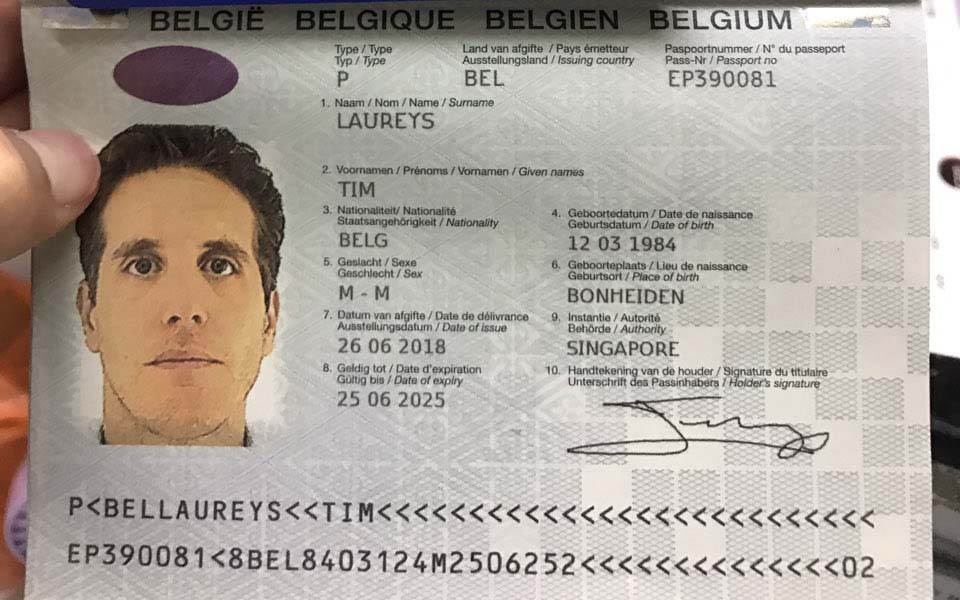 BELGIË BELGIQUE BELGIEN BELGIUM
Type / Type
Typ / Type
P
Land van afgifte / Pays émetteur
Ausstellungsland / Issuing country
BEL
Paspoortnummer / N° du passeport
Pass-Nr / Passport no
EP390081
1. Naam / Nom / Name / Surname
LAUREYS
2. Voornamen / Prénoms / Vornamen / Given names
TIM
3. Nationaliteit/ Nationalité
Staatsangehörigkeit / Nationality
BELG
4. Geboortedatum / Date de naissance
Geburtsdatum / Date of birth
12 03 1984
5. Geslacht / Sexe
Geschlecht / Sex
M - M
6. Geboorteplaats / Lieu de naissance
Geburtsort / Place of birth
BONHEIDEN
7. Datum van afgifte / Date de délivrance
Ausstellungsdatum / Date of issue
26 06 2018
9. Instantie / Autorité
Behörde / Authority
SINGAPORE
8. Geldig tot / Date d'expiration
Gültig bis / Date of expiry
25 06 2025
10. Handtekening van de houder / Signature du titulaire
Unterschrift des Passinhabers / Holder's signature
P<BELLAUREYS<<TIM<<<<<<<<<<<<<<<<<<<<<<<<<<<
EP390081<8BEL8403124M2506252<<<<<<<<<<<<<<02